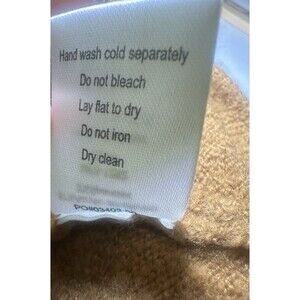 Hand wash cold separately
Do not bleach
Lay flat to dry
Do not iron
Dry clean